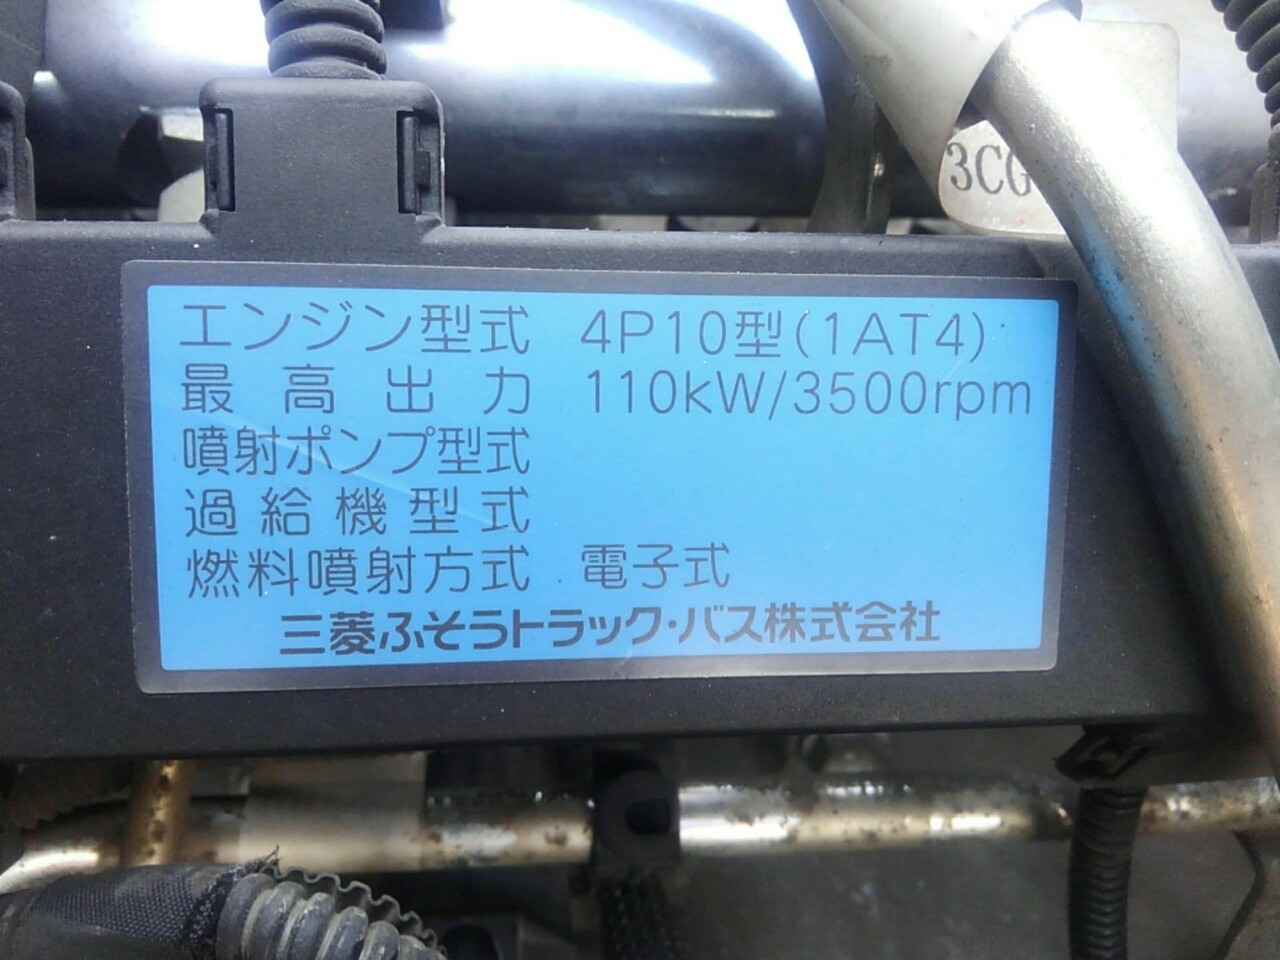 3CG
エンジン型式 4P10型(1AT4)
最高出力 110kW/3500rpm
噴射ポンプ型式
過給機型式
燃料噴射方式 電子式
三菱ふそうトラック・バス株式会社